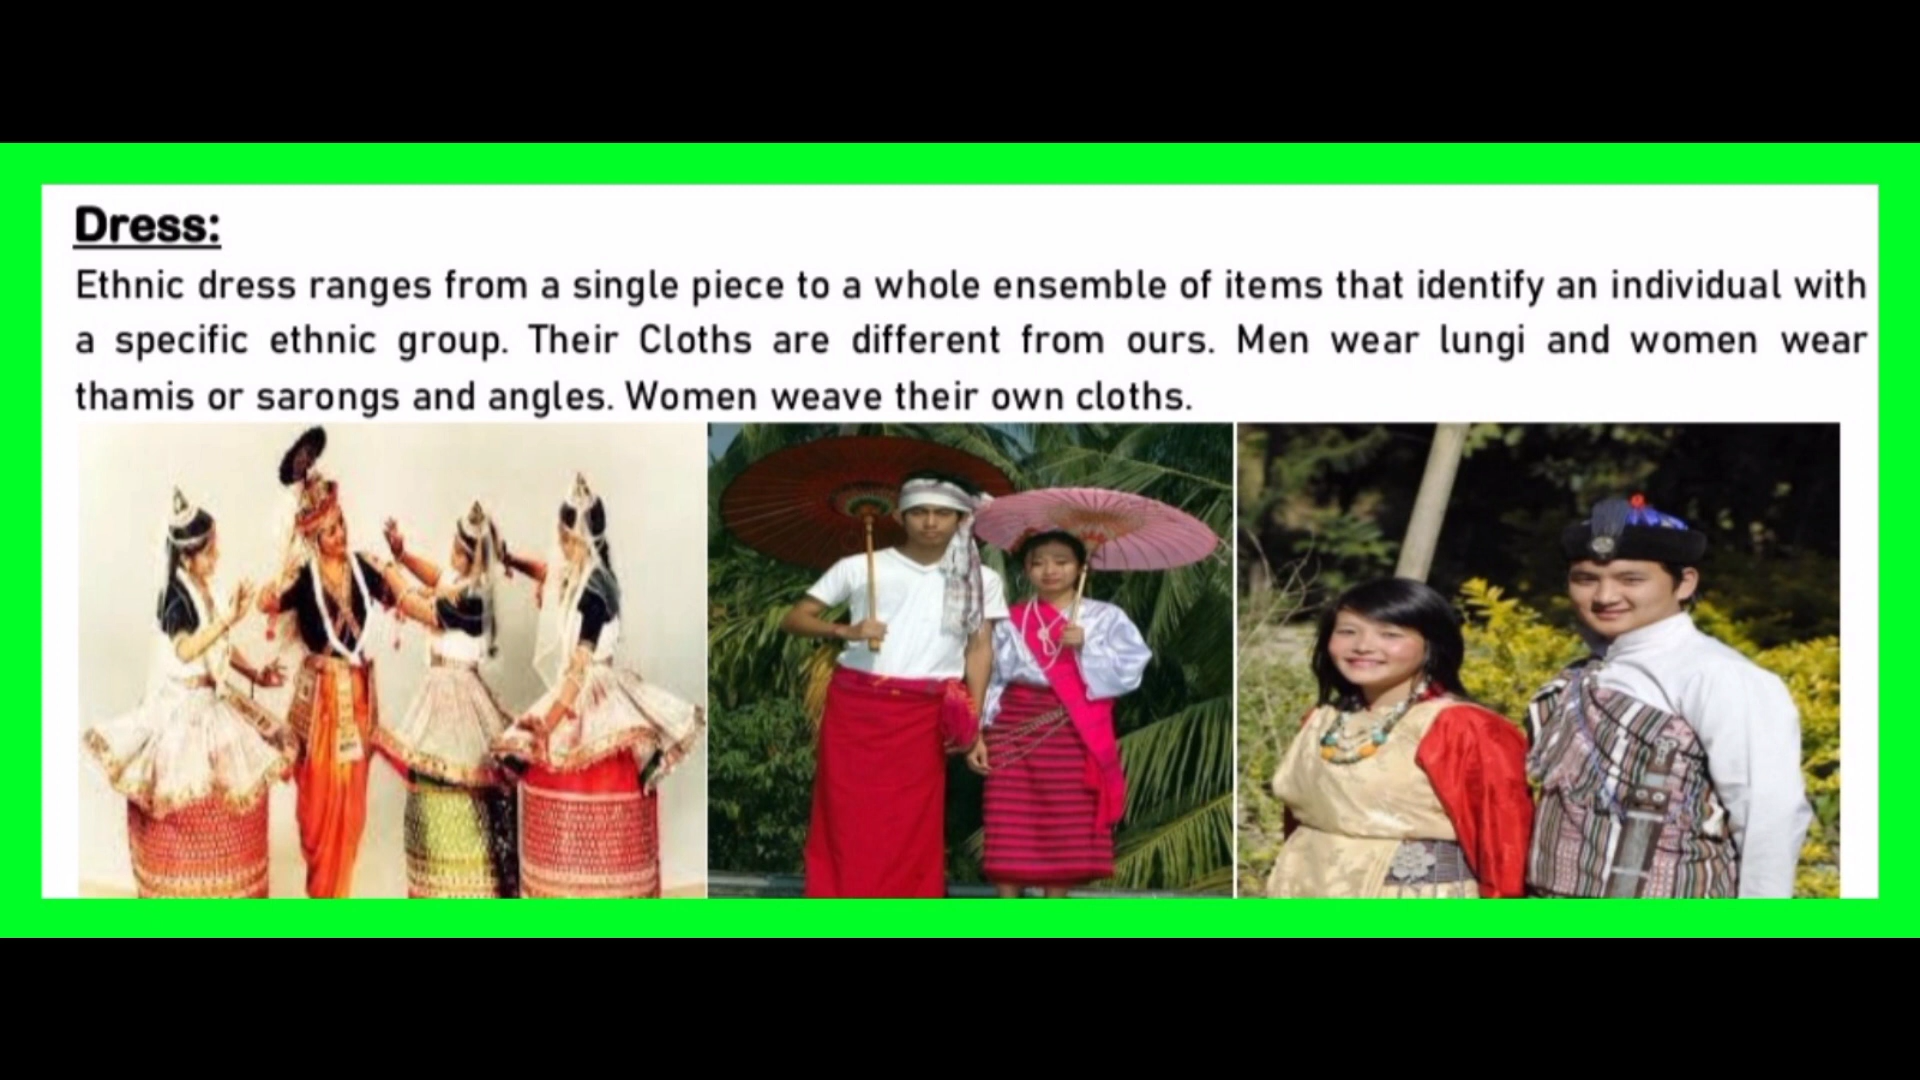 Dress:
Ethnic dress ranges from a single piece to a whole ensemble of items that identify an individual with
a specific ethnic group. Their Cloths are different from ours. Men wear lungi and women wear
thamis or sarongs and angles. Women weave their own cloths.